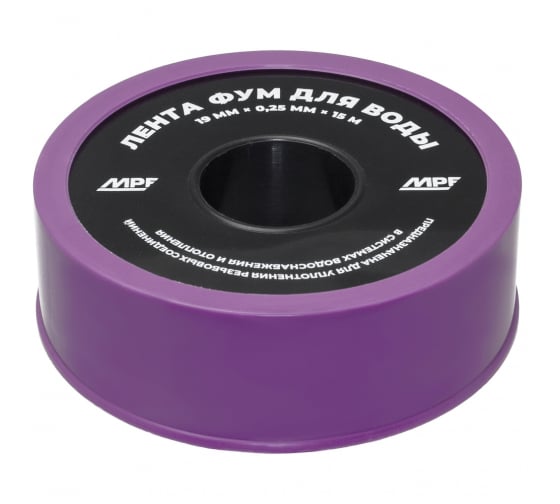 ЛЕНТА ФУМ ДЛЯ ВОДЫ
19 ММ × 0,25 ММ × 15 М
MPF
MPF
ПРЕДНАЗНАЧЕНА ДЛЯ УПЛОТНЕНИЯ РЕЗЬБОВЫХ СОЕДИНЕНИЙ
В СИСТЕМАХ ВОДОСНАБЖЕНИЯ И ОТОПЛЕНИЯ